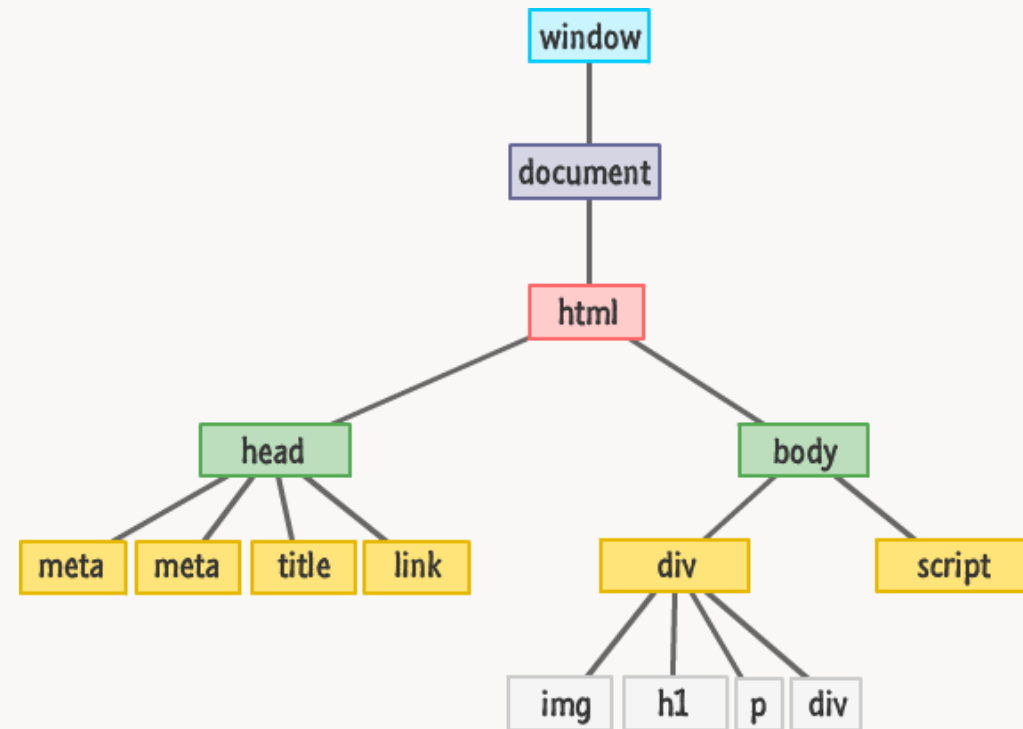 window
document
html
head
body
meta
meta
title
link
div
script
img
h1
p
div